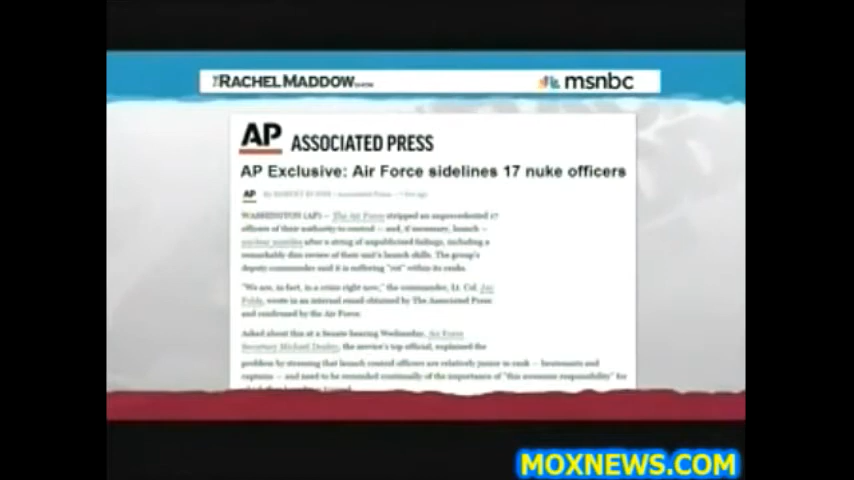 THE RACHEL MADDOW SHOW msnbc
AP ASSOCIATED PRESS
AP Exclusive: Air Force sidelines 17 nuke officers
AP By ROBERT BURNS | Associated Press
WASHINGTON (AP) — The Air Force stripped an unprecedented 17
officers of their authority to control — and, if necessary, launch —
nuclear missiles after a string of unpublicized failings, including a
remarkably dim review of their unit's launch skills. The group's
deputy commander said it is suffering "rot" within its ranks.
"We are, in fact, in a crisis right now," the commander, Lt. Col. Jay
Folds, wrote in an internal email obtained by The Associated Press
and confirmed by the Air Force.
Asked about this at a Senate hearing Wednesday, Air Force
Secretary Michael Donley, the service's top official, explained the
problem by stressing that launch control officers are relatively junior in rank — lieutenants and
captains — and need to be reminded continually of the importance of "this awesome responsibility" for
MOXNEWS.COM